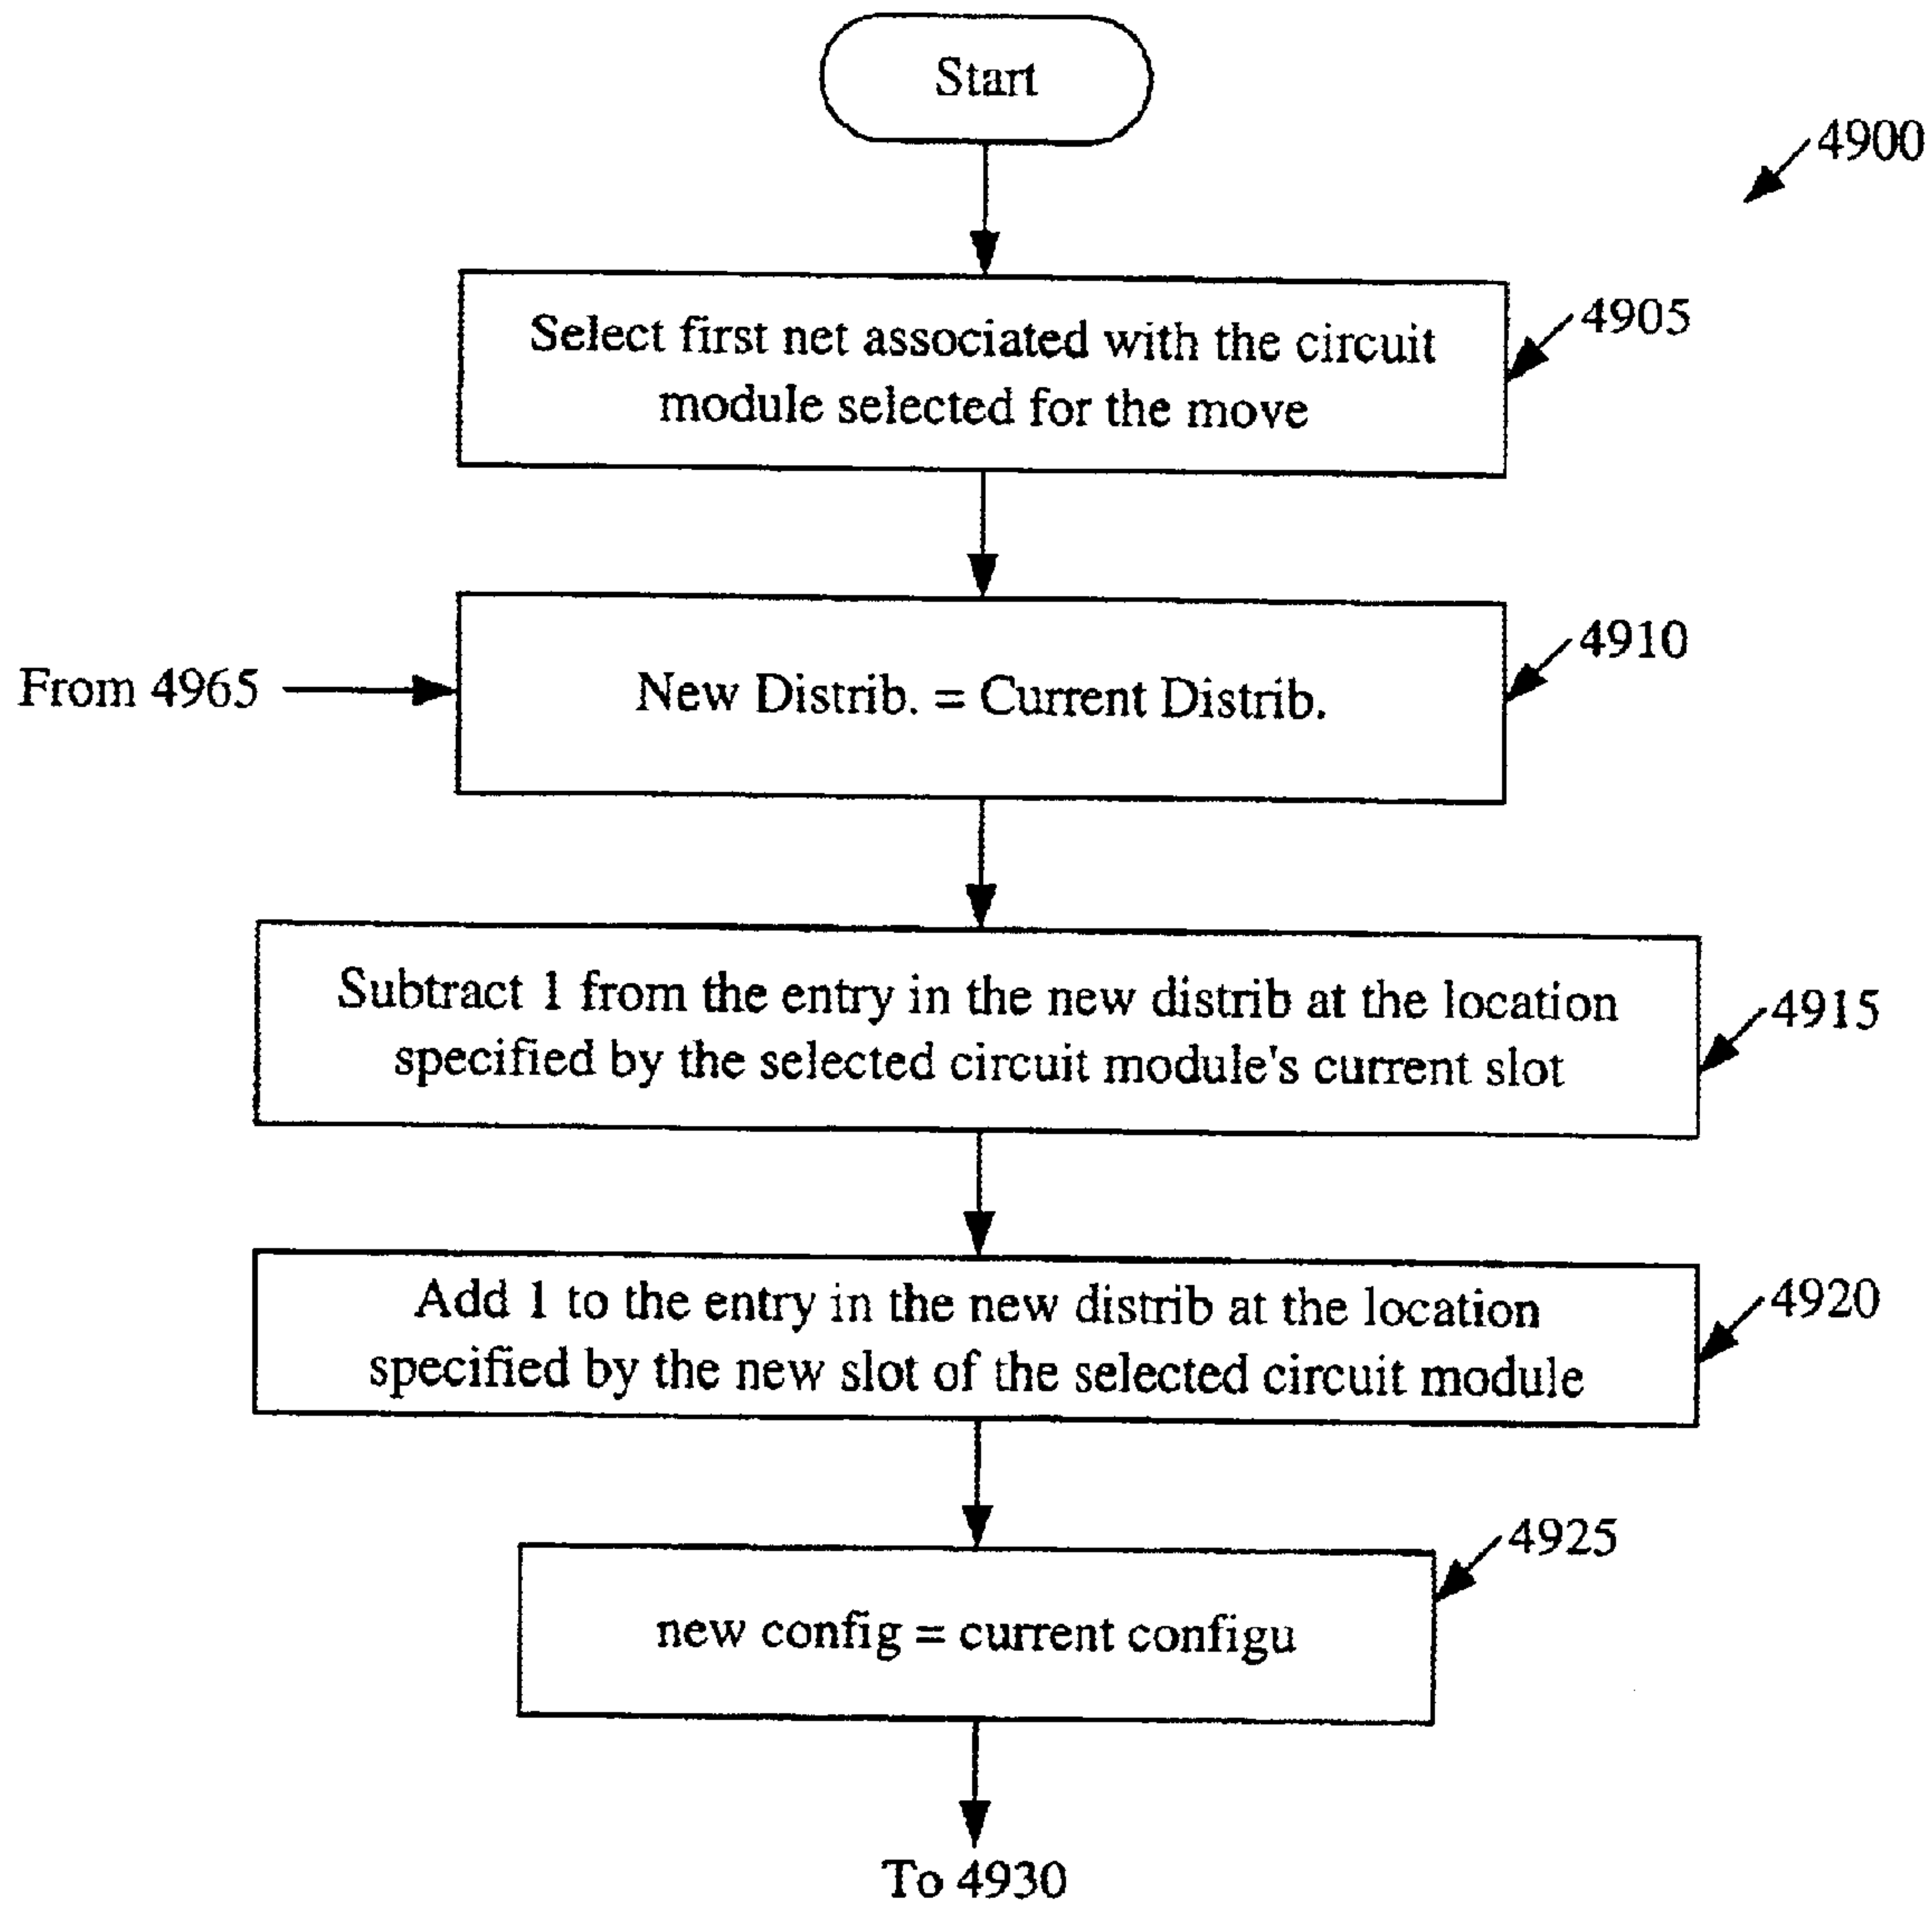 Start
4900
Select first net associated with the circuit
module selected for the move
4905
From 4965
New Distrib. = Current Distrib.
4910
Subtract 1 from the entry in the new distrib at the location
specified by the selected circuit module's current slot
4915
Add 1 to the entry in the new distrib at the location
specified by the new slot of the selected circuit module
4920
new config = current configu
4925
To 4930